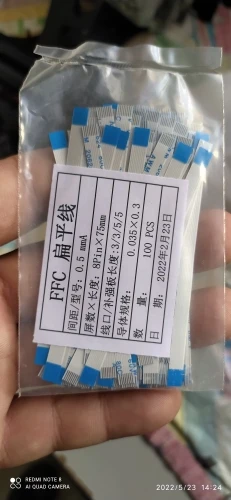 FFC 扁平线
间距/型号: 0.5 mmA
屏数×长度: 8Pin×75mm
线口/补强板长度:3/3/5/5
导体规格: 0.035×0.3
数 量: 100 PCS
日 期: 2022年2月23日
REDMI NOTE 8
AI QUAD CAMERA
2022/5/23 14:24